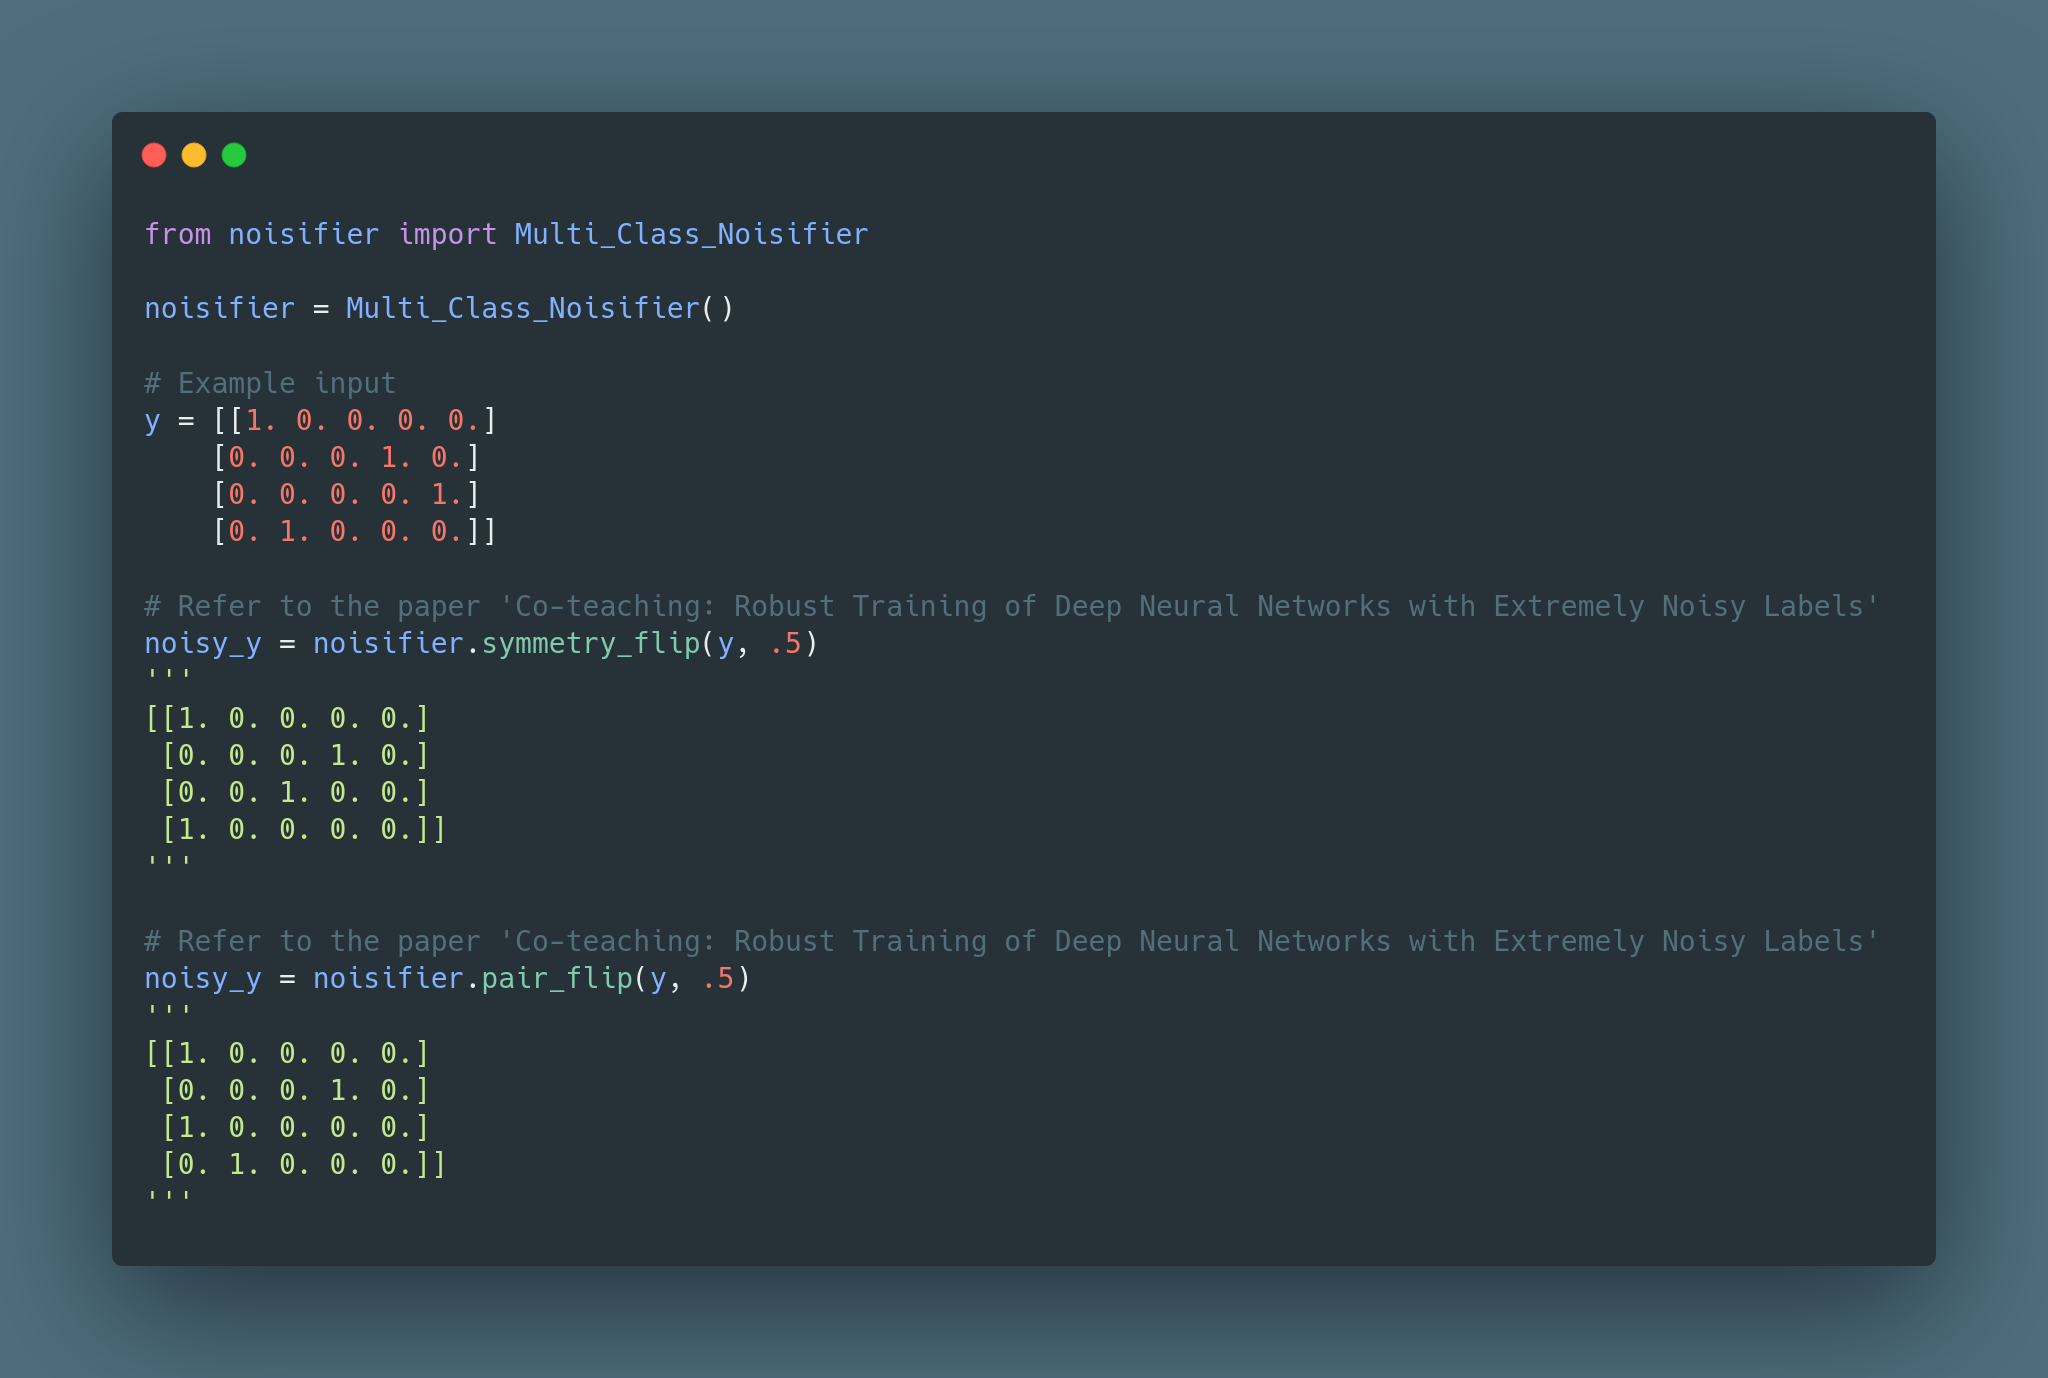 from noisifier import Multi_Class_Noisifier

noisifier = Multi_Class_Noisifier()

# Example input
y = [[1. 0. 0. 0. 0.]
    [0. 0. 0. 1. 0.]
    [0. 0. 0. 0. 1.]
    [0. 1. 0. 0. 0.]]

# Refer to the paper 'Co-teaching: Robust Training of Deep Neural Networks with Extremely Noisy Labels'
noisy_y = noisifier.symmetry_flip(y, .5)
'''
[[1. 0. 0. 0. 0.]
 [0. 0. 0. 1. 0.]
 [0. 0. 1. 0. 0.]
 [1. 0. 0. 0. 0.]]
'''

# Refer to the paper 'Co-teaching: Robust Training of Deep Neural Networks with Extremely Noisy Labels'
noisy_y = noisifier.pair_flip(y, .5)
'''
[[1. 0. 0. 0. 0.]
 [0. 0. 0. 1. 0.]
 [1. 0. 0. 0. 0.]
 [0. 1. 0. 0. 0.]]
'''